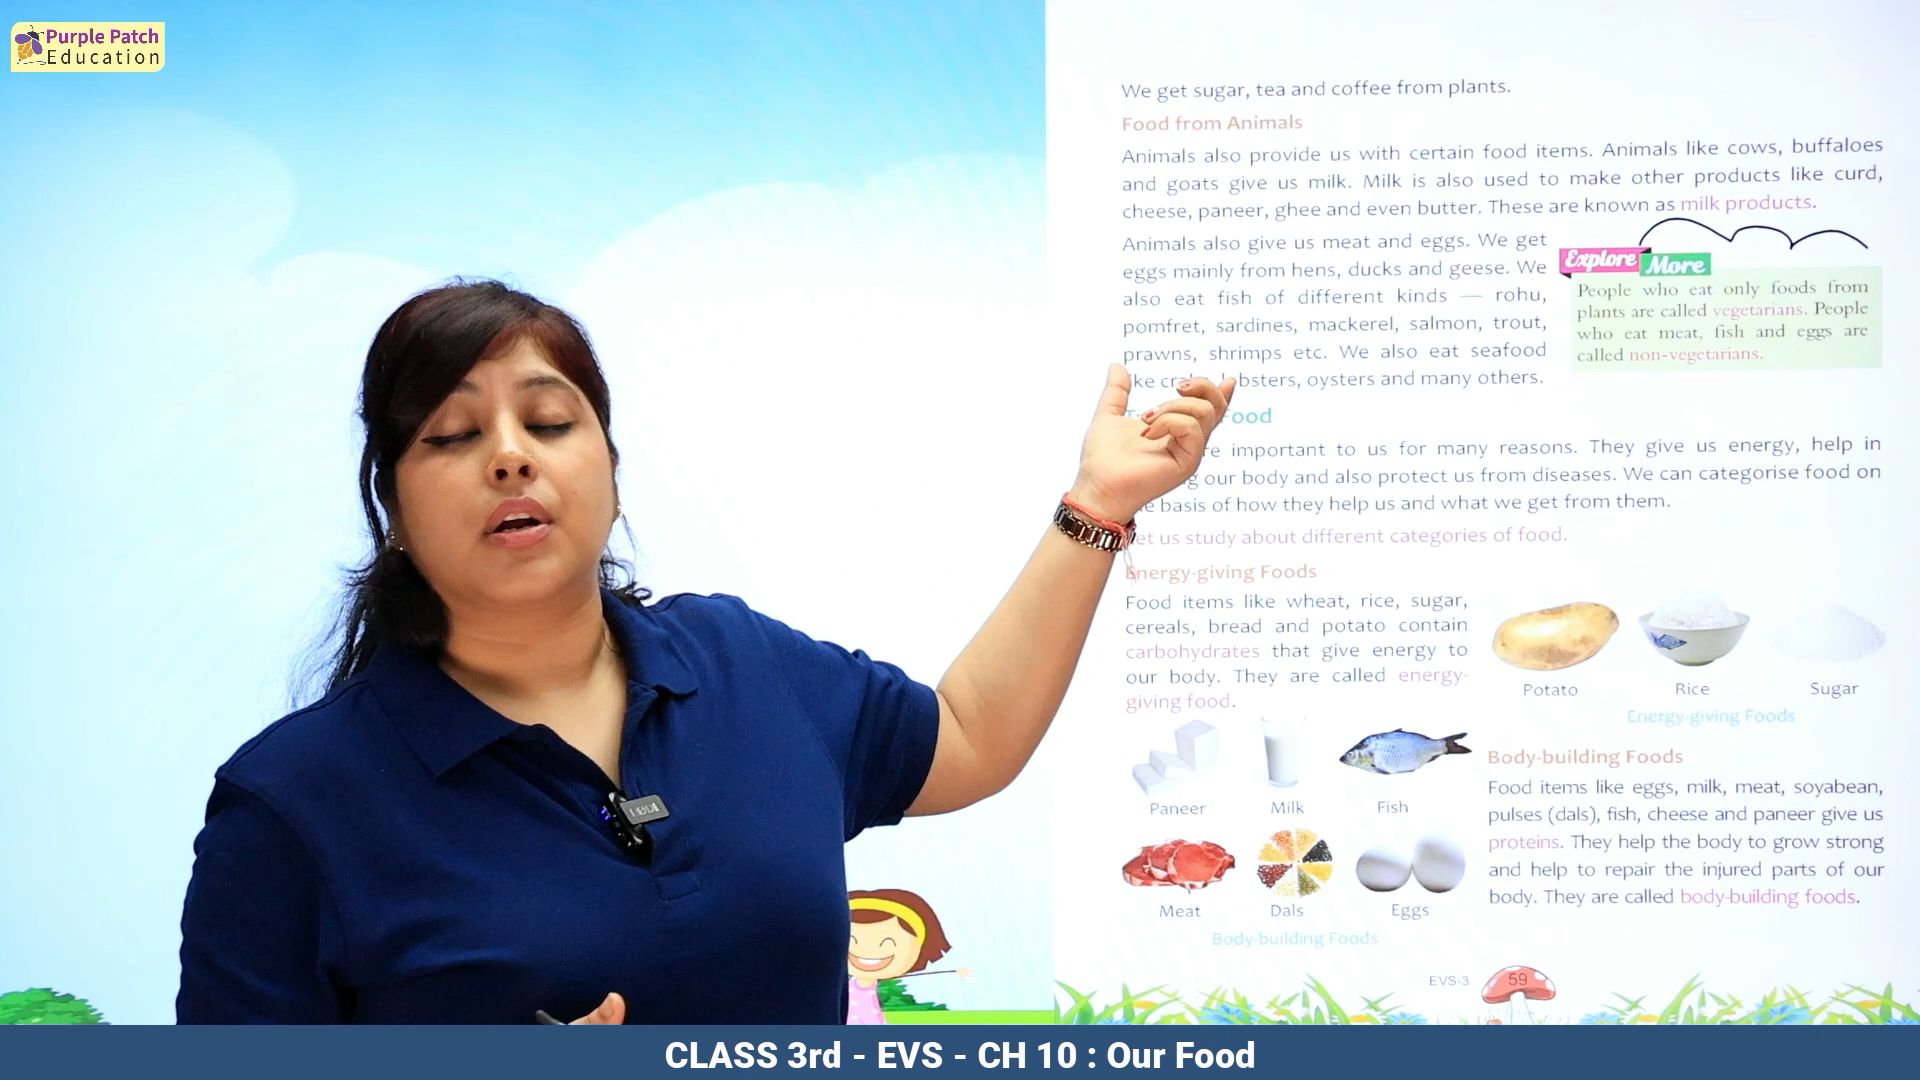 Purple Patch
Education
We get sugar, tea and coffee from plants.
Food from Animals
Animals also provide us with certain food items. Animals like cows, buffaloes
and goats give us milk. Milk is also used to make other products like curd,
cheese, paneer, ghee and even butter. These are known as milk products.
Animals also give us meat and eggs. We get
eggs mainly from hens, ducks and geese. We
also eat fish of different kinds — rohu,
pomfret, sardines, mackerel, salmon, trout,
prawns, shrimps etc. We also eat seafood
lobsters, oysters and many others.
Explore More
People who eat only foods from
plants are called vegetarians. People
who eat meat, fish and eggs are
called non-vegetarians.
Food
important to us for many reasons. They give us energy, help in
our body and also protect us from diseases. We can categorise food on
basis of how they help us and what we get from them.
us study about different categories of food.
Energy-giving Foods
Food items like wheat, rice, sugar,
cereals, bread and potato contain
carbohydrates that give energy to
our body. They are called energy-
giving food.
Potato Rice Sugar
Energy-giving Foods
Paneer Milk Fish
Meat Dals Eggs
Body-building Foods
Body-building Foods
Food items like eggs, milk, meat, soyabean,
pulses (dals), fish, cheese and paneer give us
proteins. They help the body to grow strong
and help to repair the injured parts of our
body. They are called body-building foods.
EVS-3 59
CLASS 3rd - EVS - CH 10 : Our Food